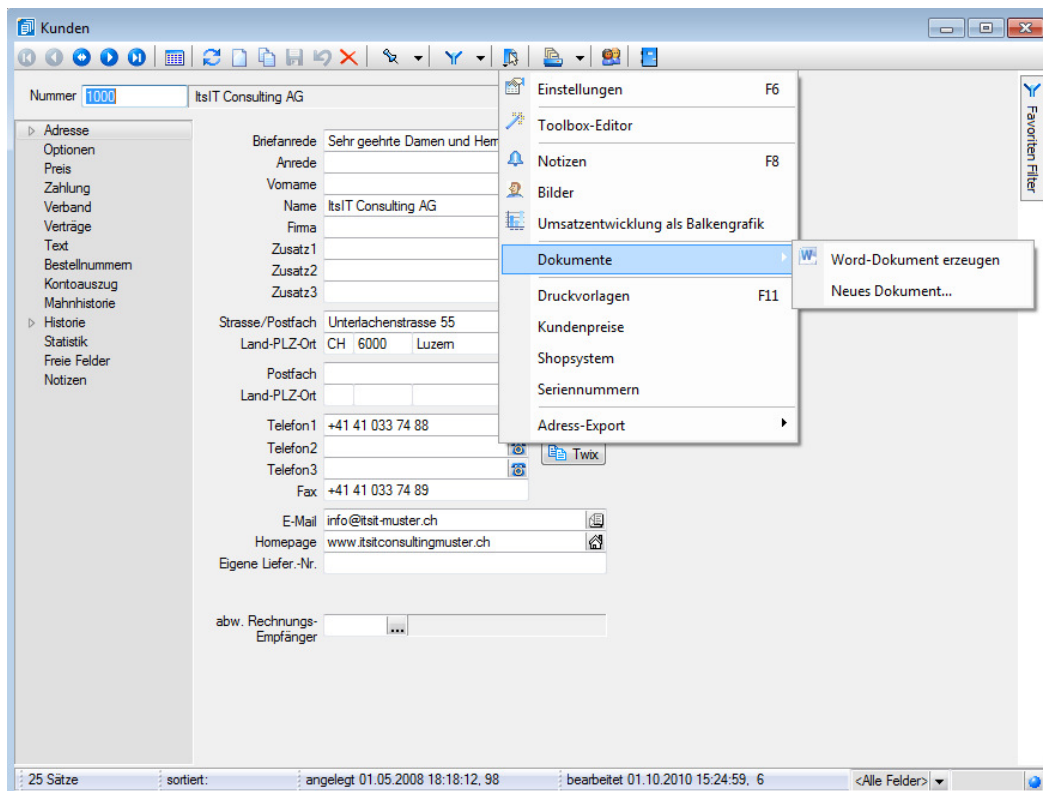 Kunden
Nummer 1000 ItsIT Consulting AG
Adresse
Optionen
Preis
Zahlung
Verband
Verträge
Text
Bestellnummern
Kontoauszug
Mahnhistorie
Historie
Statistik
Freie Felder
Notizen
Briefanrede Sehr geehrte Damen und Herr
Anrede
Vorname
Name ItsIT Consulting AG
Firma
Zusatz1
Zusatz2
Zusatz3
Strasse/Postfach Unterlachenstrasse 55
Land-PLZ-Ort CH 6000 Luzern
Postfach
Land-PLZ-Ort
Telefon1 +41 41 033 74 88
Telefon2
Telefon3
Fax +41 41 033 74 89
E-Mail info@itsit-muster.ch
Homepage www.itsitconsultingmuster.ch
Eigene Liefer.-Nr.
abw. Rechnungs-
Empfänger
...
Twix
Einstellungen F6
Toolbox-Editor
Notizen F8
Bilder
Umsatzentwicklung als Balkengrafik
Dokumente
Druckvorlagen F11
Kundenpreise
Shopsystem
Seriennummern
Adress-Export
Word-Dokument erzeugen
Neues Dokument...
Favoriten Filter
25 Sätze sortiert: angelegt 01.05.2008 18:18:12, 98 bearbeitet 01.10.2010 15:24:59, 6 <Alle Felder>